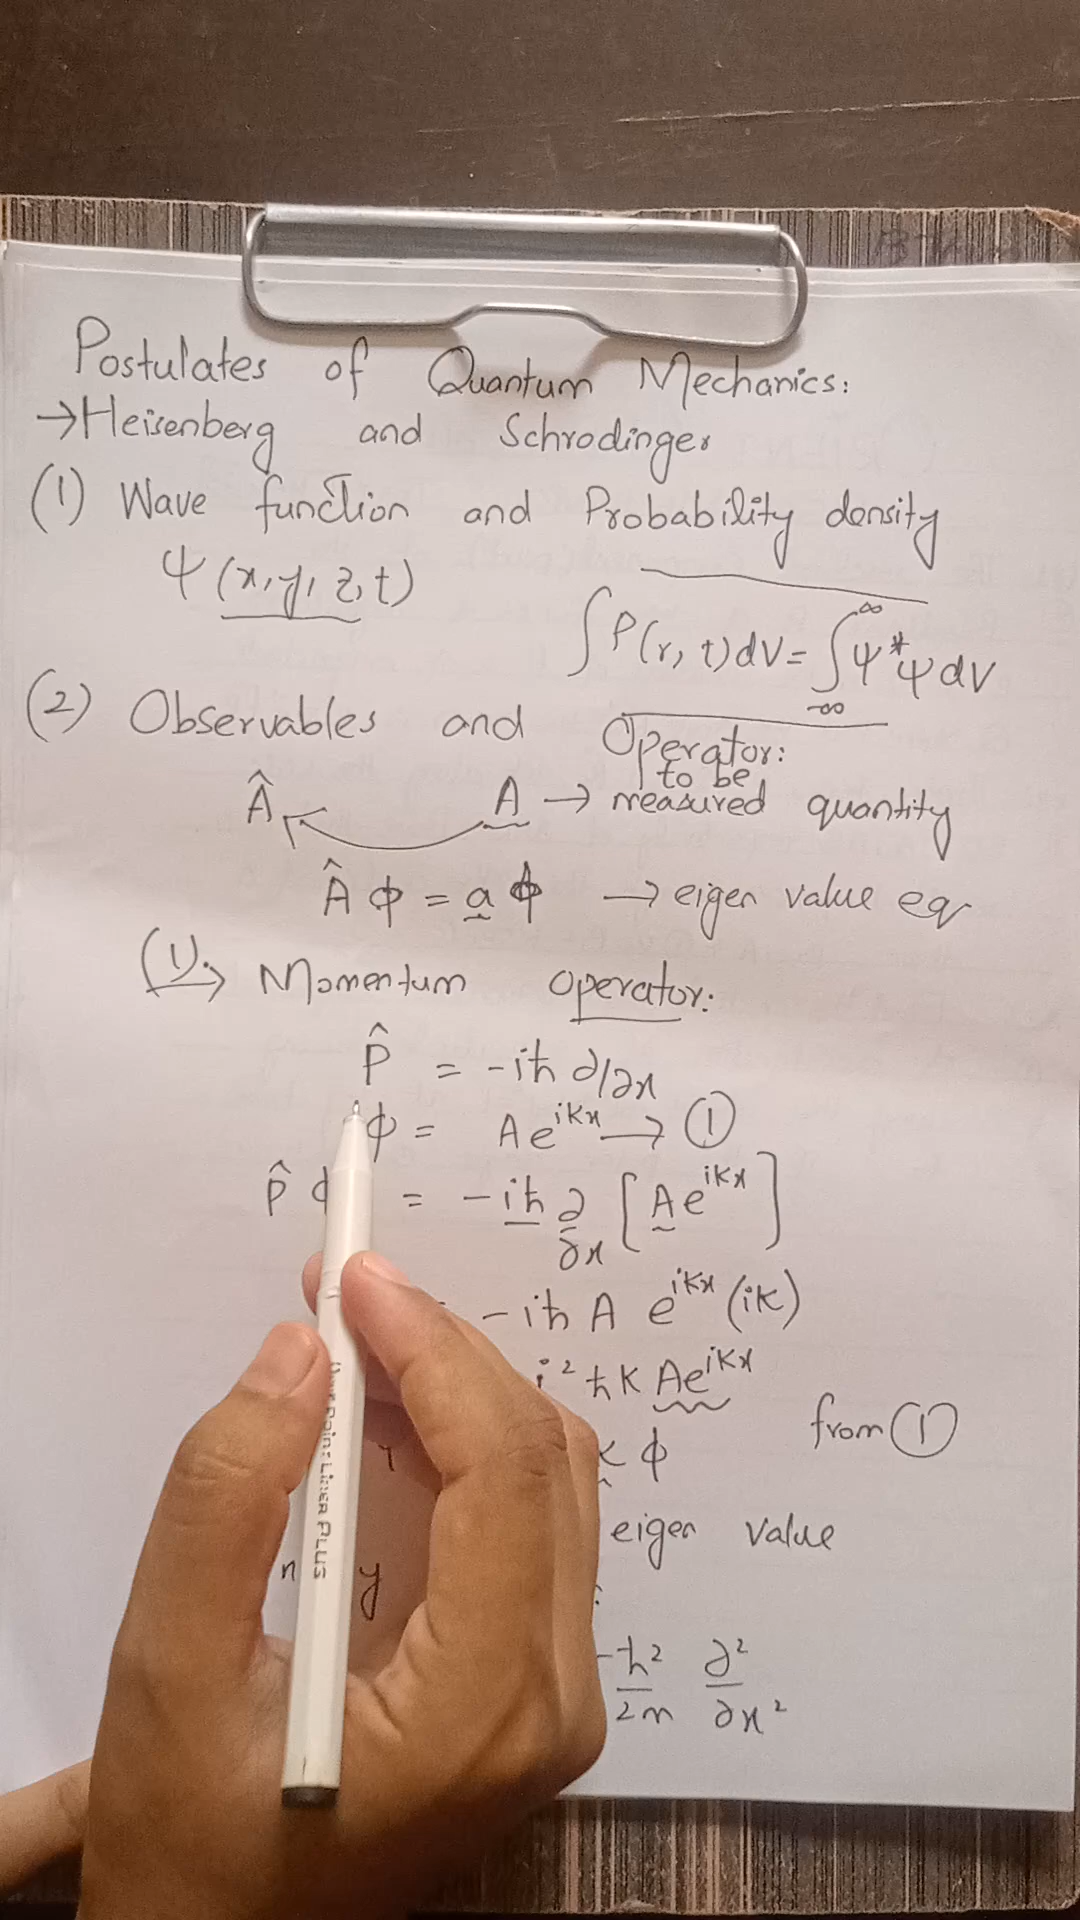 Postulates of Quantum Mechanics:
→Heisenberg and Schrodinger
(1) Wave function and Probability density
Ψ (x, y, z, t)
∫P(r, t)dV = ∫_{-∞}^{∞} Ψ*Ψ dV
(2) Observables and Operator:
to be
Â A → measured quantity
Â ϕ = a ϕ → eigen value eq
(1) → Momentum operator:
P̂ = -iħ ∂/∂x
ϕ = Ae^{ikx} → ①
P̂ ϕ = -iħ ∂/∂x [Ae^{ikx}]
-iħ A e^{ikx} (ik)
i² ħk Ae^{ikx}
from ①
ϕ
eigen value
y
-ħ²/2m ∂²/∂x²
PLUS